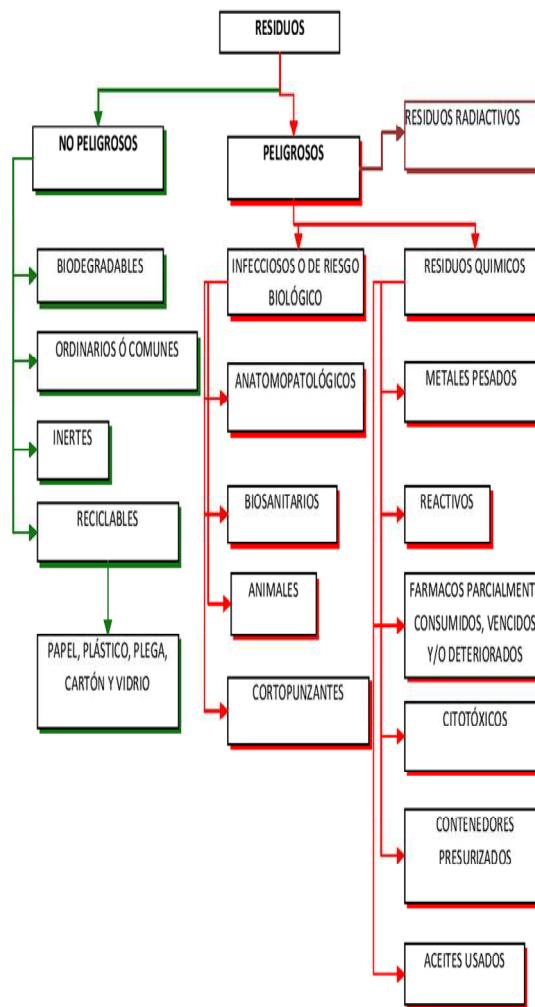 RESIDUOS
NO PELIGROSOS
PELIGROSOS
RESIDUOS RADIACTIVOS
BIODEGRADABLES
ORDINARIOS Ó COMUNES
INERTES
RECICLABLES
PAPEL, PLÁSTICO, PLEGA,
CARTÓN Y VIDRIO
INFECCIOSOS O DE RIESGO
BIOLÓGICO
ANATOMOPATOLÓGICOS
BIOSANITARIOS
ANIMALES
CORTOPUNZANTES
RESIDUOS QUIMICOS
METALES PESADOS
REACTIVOS
FARMACOS PARCIALMENT
CONSUMIDOS, VENCIDOS
Y/O DETERIORADOS
CITOTÓXICOS
CONTENEDORES
PRESURIZADOS
ACEITES USADOS